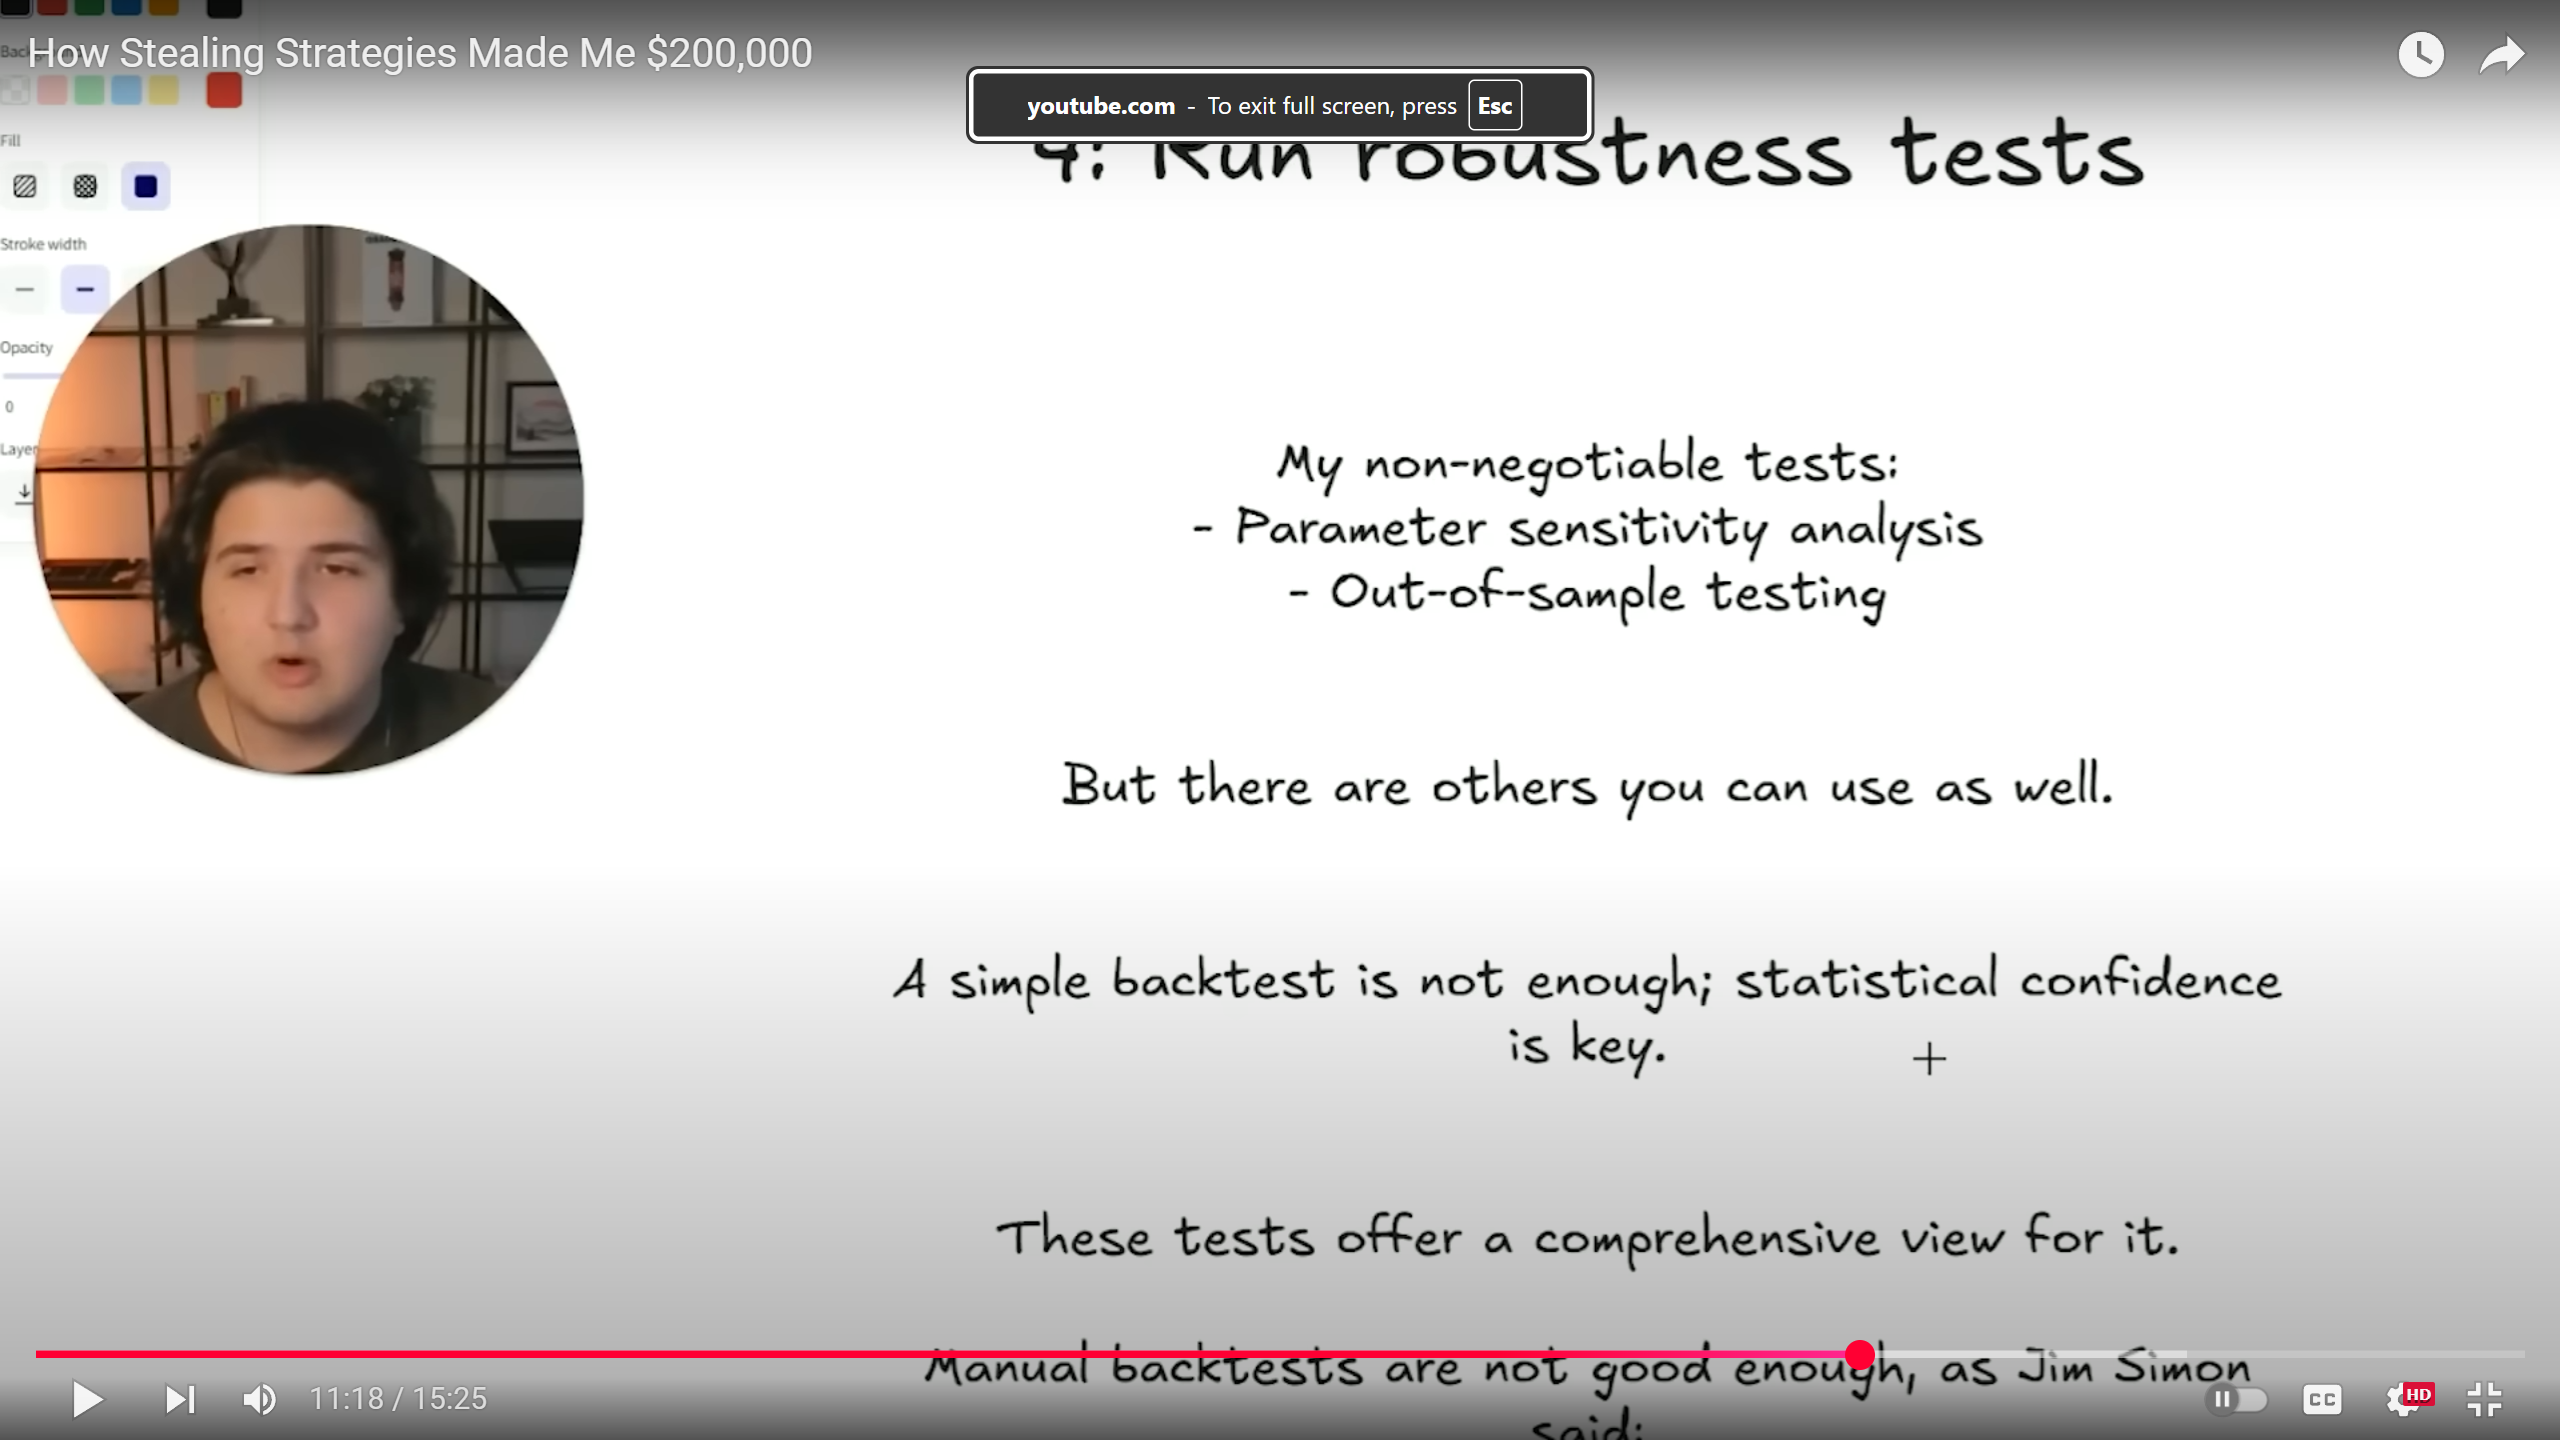 How Stealing Strategies Made Me $200,000
youtube.com - To exit full screen, press Esc
4: Run robustness tests
Fill
Stroke width
Opacity
0
Layer
My non-negotiable tests:
- Parameter sensitivity analysis
- Out-of-sample testing
But there are others you can use as well.
A simple backtest is not enough; statistical confidence
is key.
These tests offer a comprehensive view for it.
Manual backtests are not good enough, as Jim Simon
said:
11:18 / 15:25
CC
HD